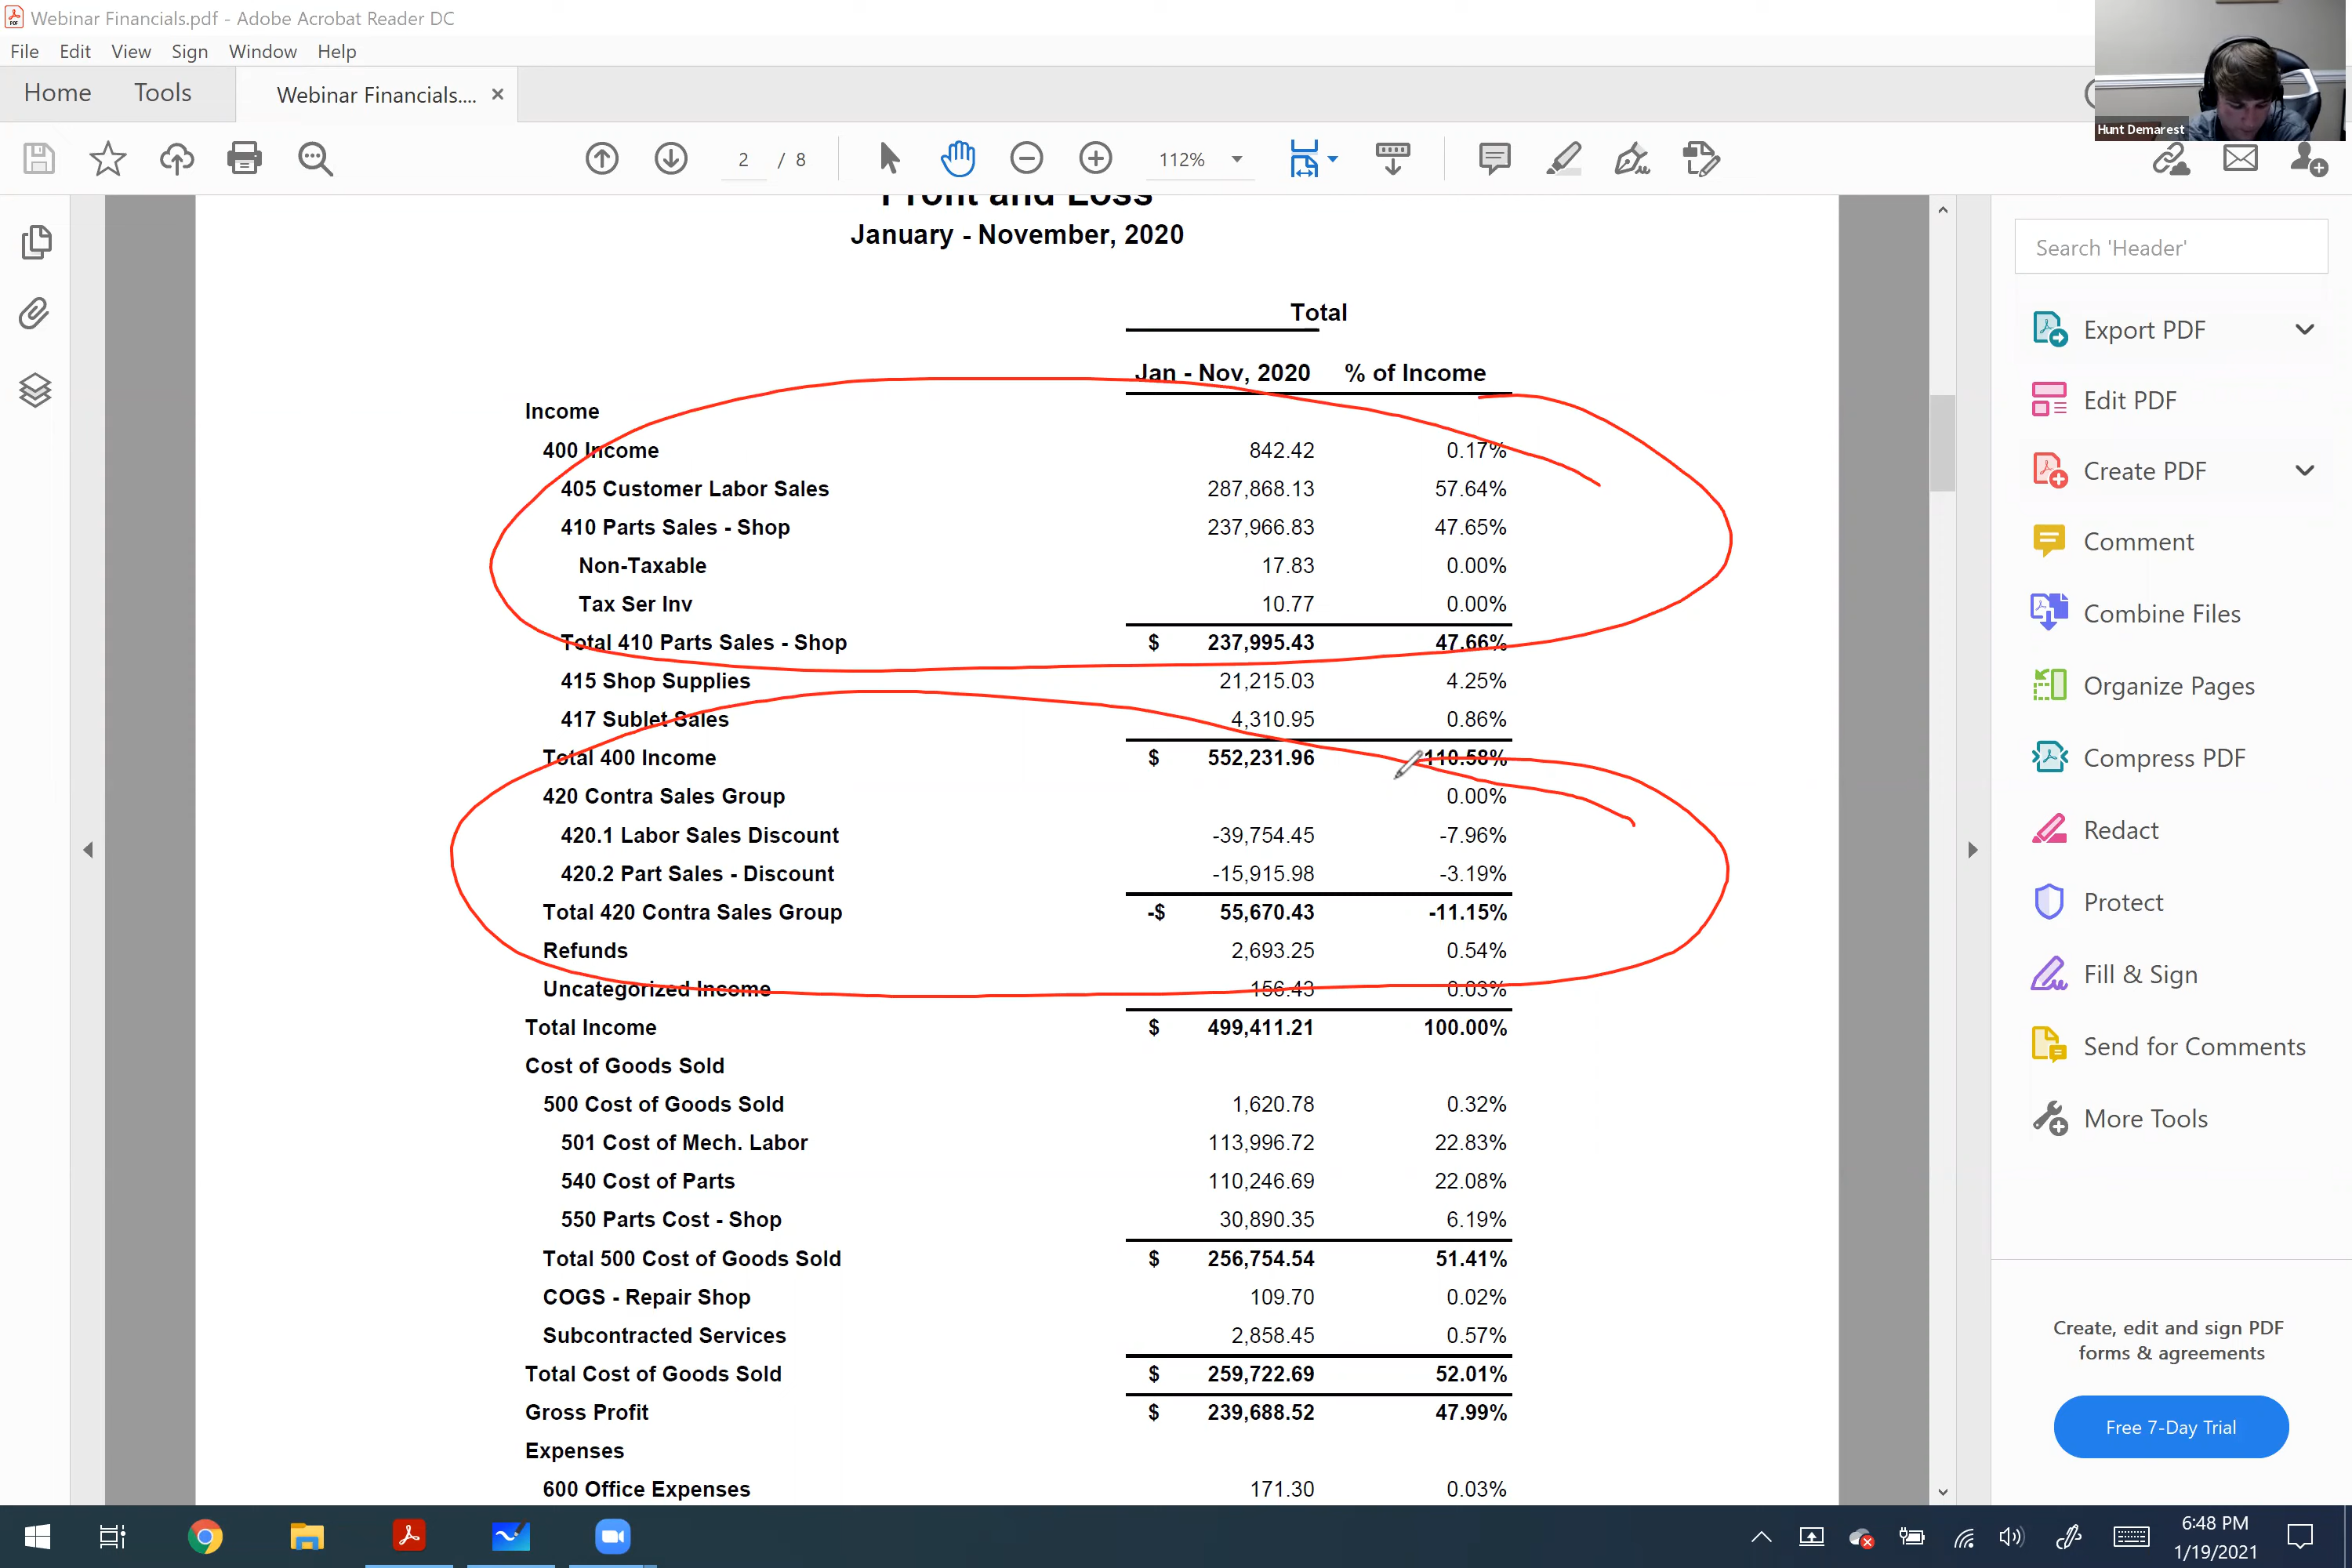 Webinar Financials.pdf - Adobe Acrobat Reader DC
File Edit View Sign Window Help
Home Tools Webinar Financials....
Hunt Demarest
2 / 8 112%
Profit and Loss
January - November, 2020
Total
Jan - Nov, 2020 % of Income
Income
400 Income 842.42 0.17%
405 Customer Labor Sales 287,868.13 57.64%
410 Parts Sales - Shop 237,966.83 47.65%
Non-Taxable 17.83 0.00%
Tax Ser Inv 10.77 0.00%
Total 410 Parts Sales - Shop $ 237,995.43 47.66%
415 Shop Supplies 21,215.03 4.25%
417 Sublet Sales 4,310.95 0.86%
Total 400 Income $ 552,231.96 110.58%
420 Contra Sales Group 0.00%
420.1 Labor Sales Discount -39,754.45 -7.96%
420.2 Part Sales - Discount -15,915.98 -3.19%
Total 420 Contra Sales Group -$ 55,670.43 -11.15%
Refunds 2,693.25 0.54%
Uncategorized Income 156.43 0.03%
Total Income $ 499,411.21 100.00%
Cost of Goods Sold
500 Cost of Goods Sold 1,620.78 0.32%
501 Cost of Mech. Labor 113,996.72 22.83%
540 Cost of Parts 110,246.69 22.08%
550 Parts Cost - Shop 30,890.35 6.19%
Total 500 Cost of Goods Sold $ 256,754.54 51.41%
COGS - Repair Shop 109.70 0.02%
Subcontracted Services 2,858.45 0.57%
Total Cost of Goods Sold $ 259,722.69 52.01%
Gross Profit $ 239,688.52 47.99%
Expenses
600 Office Expenses 171.30 0.03%
Search 'Header'
Export PDF
Edit PDF
Create PDF
Comment
Combine Files
Organize Pages
Compress PDF
Redact
Protect
Fill & Sign
Send for Comments
More Tools
Create, edit and sign PDF
forms & agreements
Free 7-Day Trial
6:48 PM
1/19/2021